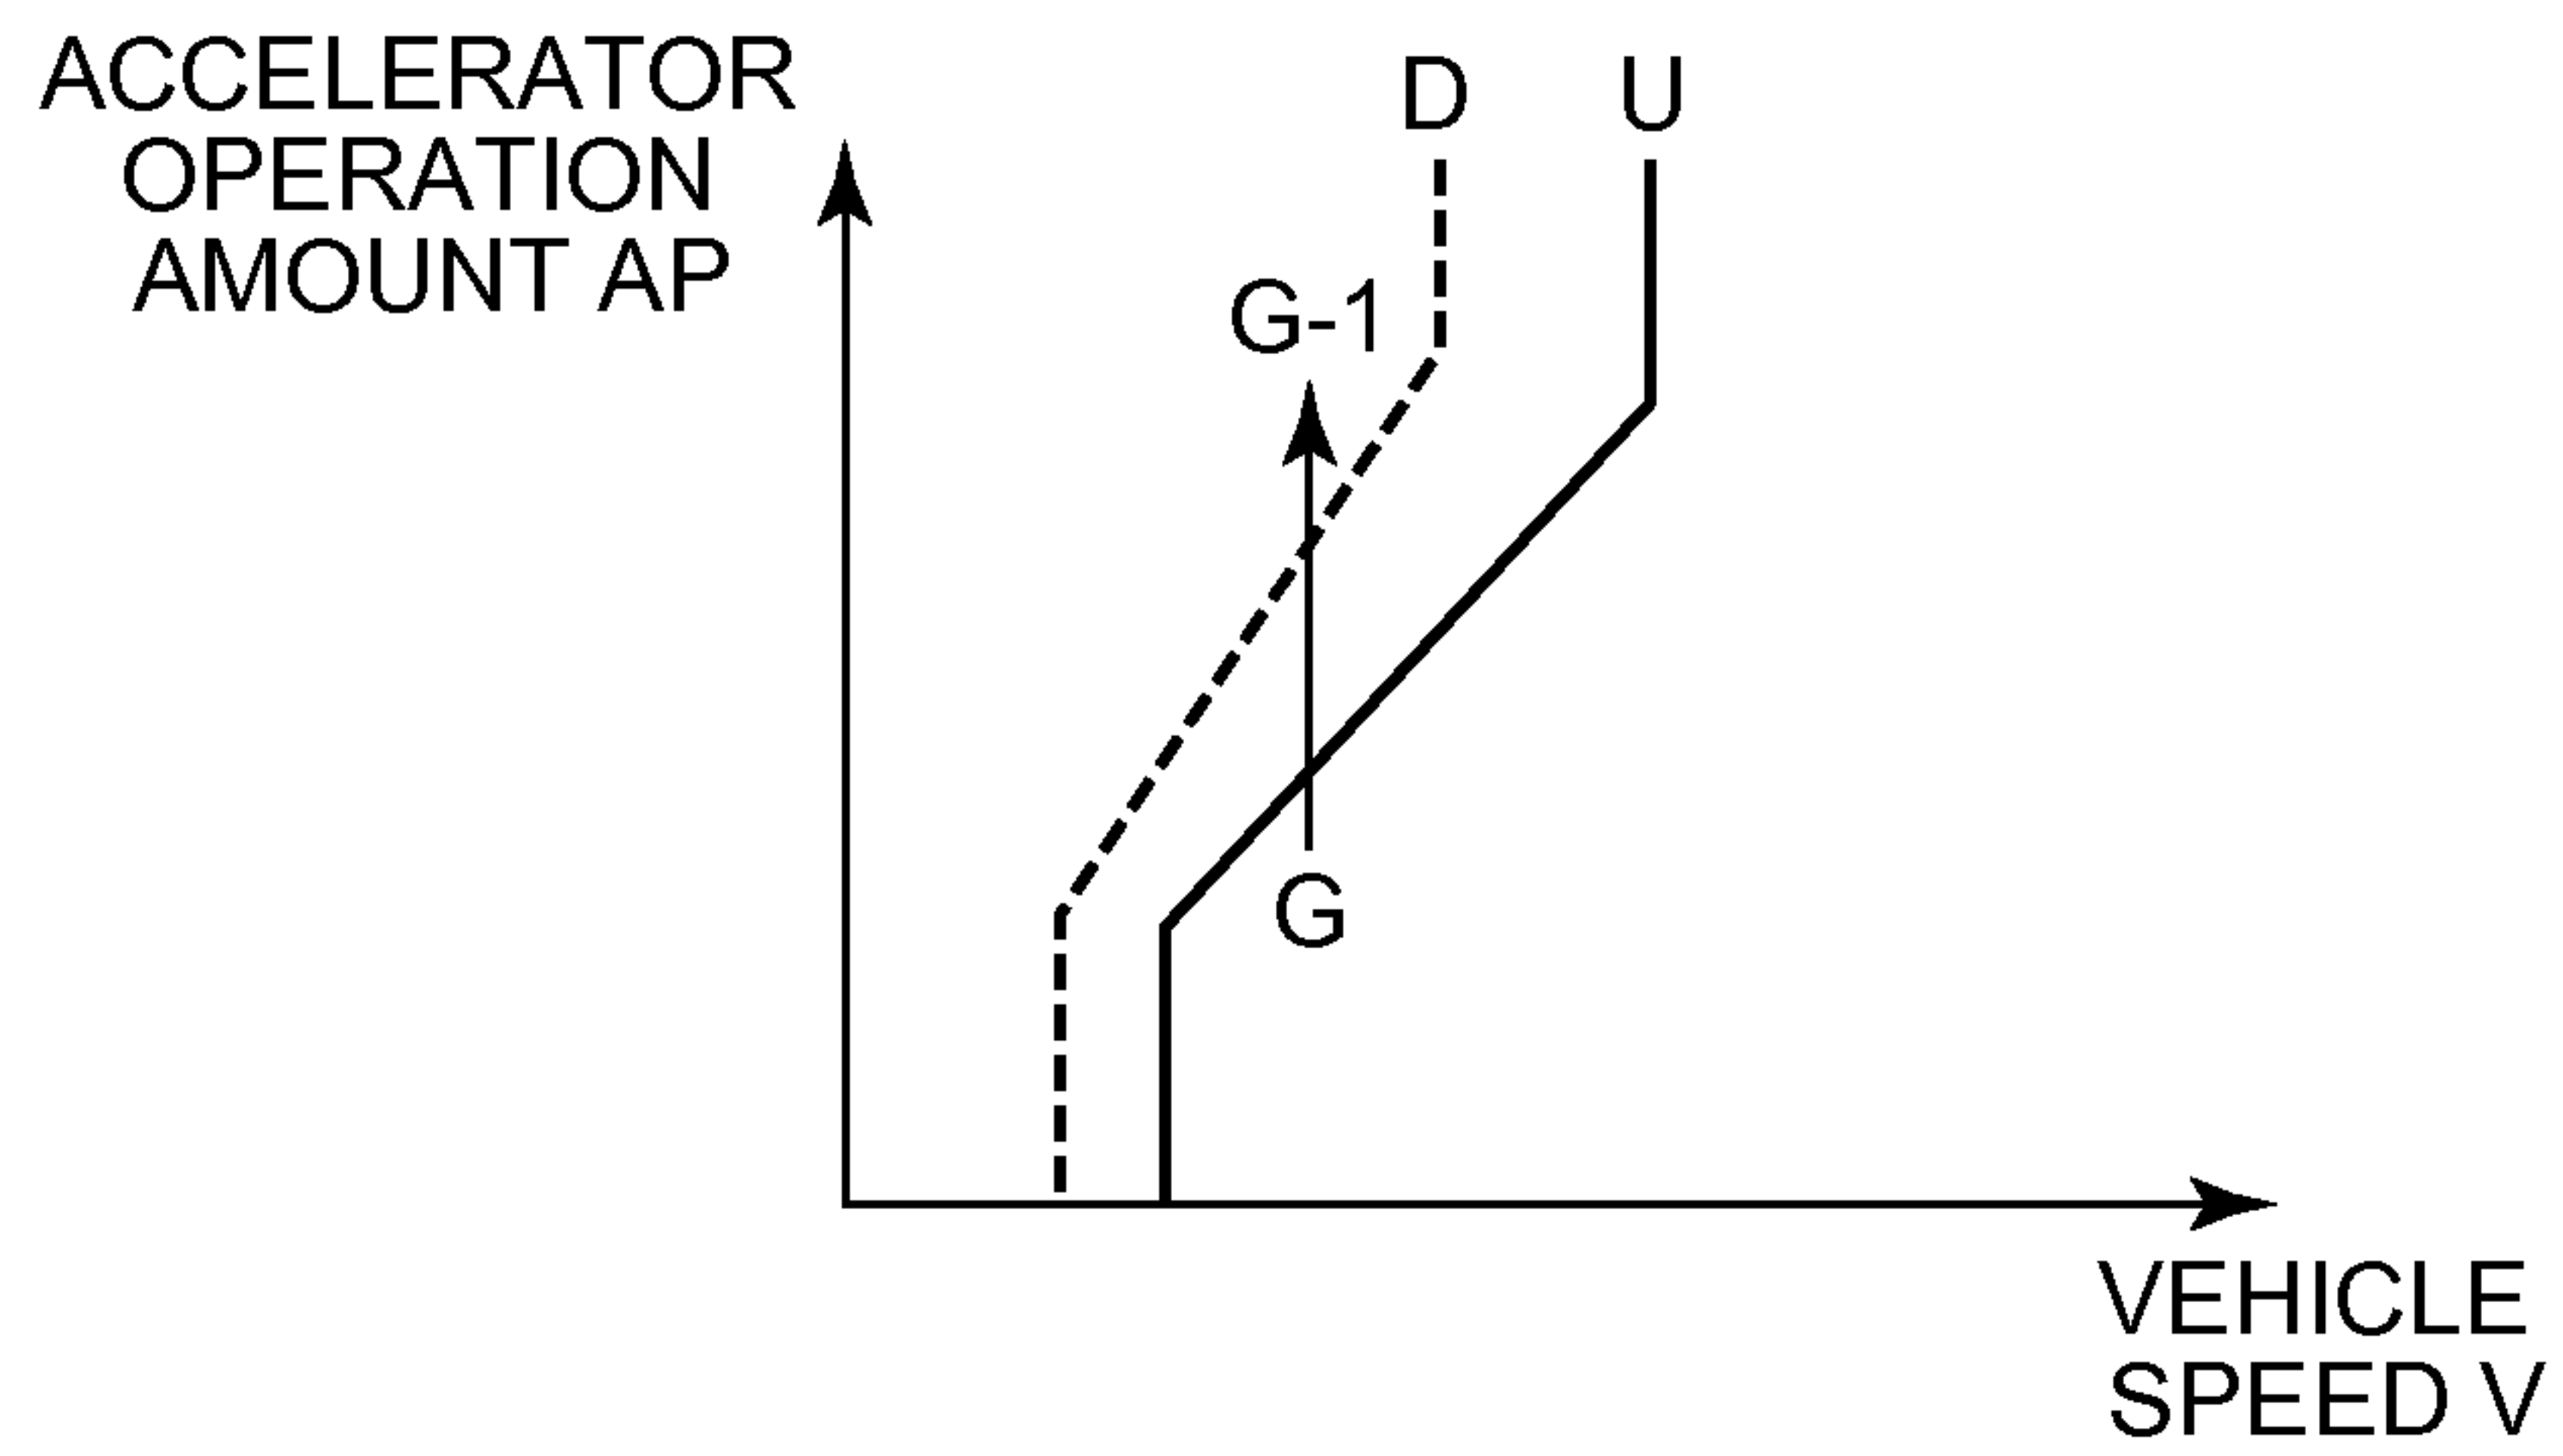 ACCELERATOR
OPERATION
AMOUNT AP
D
U
G-1
G
VEHICLE
SPEED V